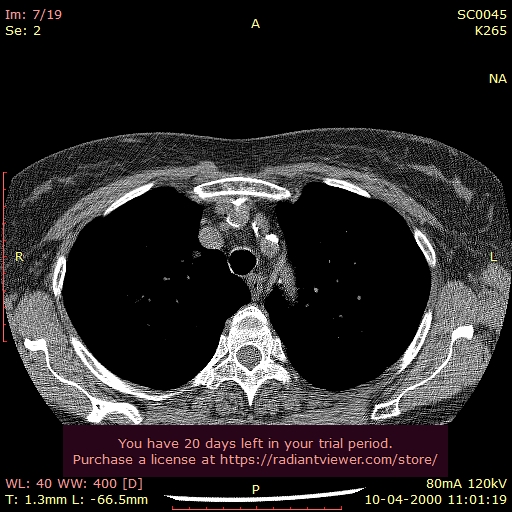 Im: 7/19
Se: 2
A
SC0045
K265
NA
R
L
You have 20 days left in your trial period.
Purchase a license at https://radiantviewer.com/store/
WL: 40 WW: 400 [D]
T: 1.3mm L: -66.5mm
P
80mA 120kV
10-04-2000 11:01:19